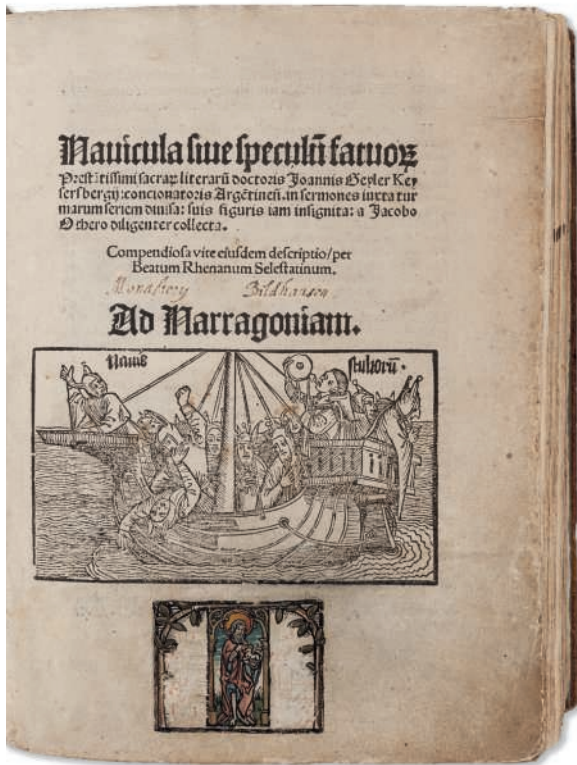 Nauicula siue speculū fatuoꝝ
Prestātissimi sacraꝝ literarū doctoris Joannis Geyler Key
sersbergij: concionatoris Argētineñ. in sermones iuxta tur
marum seriem diuisa: suis figuris iam insignita: a Jacobo
Othero diligenter collecta.
Compendiosa vite eiusdem descriptio/per
Beatum Rhenanum Selestatinum.
Bildhausen
Ad Narragoniam.
Nauis stultorū.